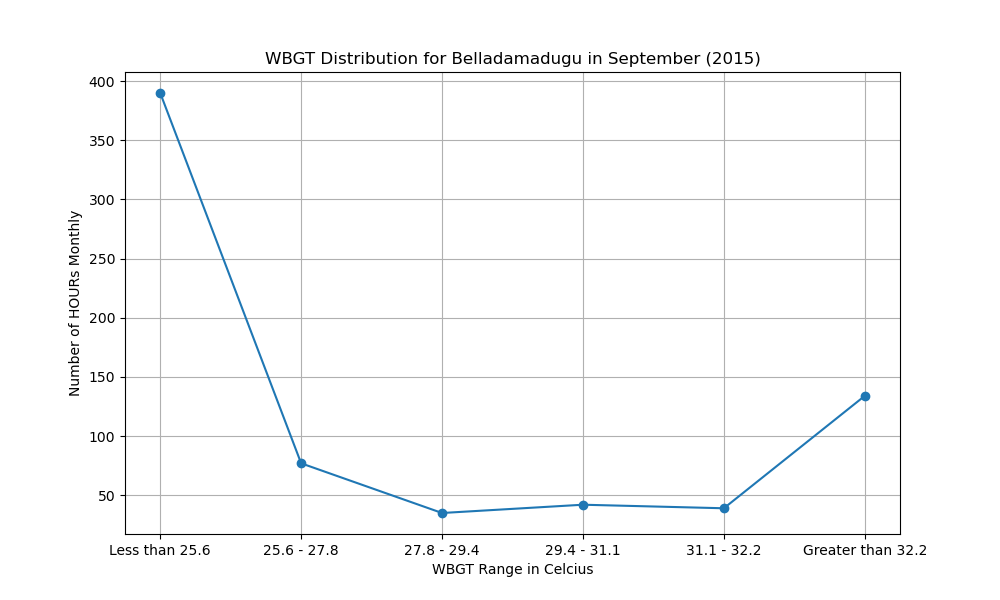 WBGT Distribution for Belladamadugu in September (2015)
Number of HOURs Monthly
400
350
300
250
200
150
100
50
Less than 25.6
25.6 - 27.8
27.8 - 29.4
29.4 - 31.1
31.1 - 32.2
Greater than 32.2
WBGT Range in Celcius